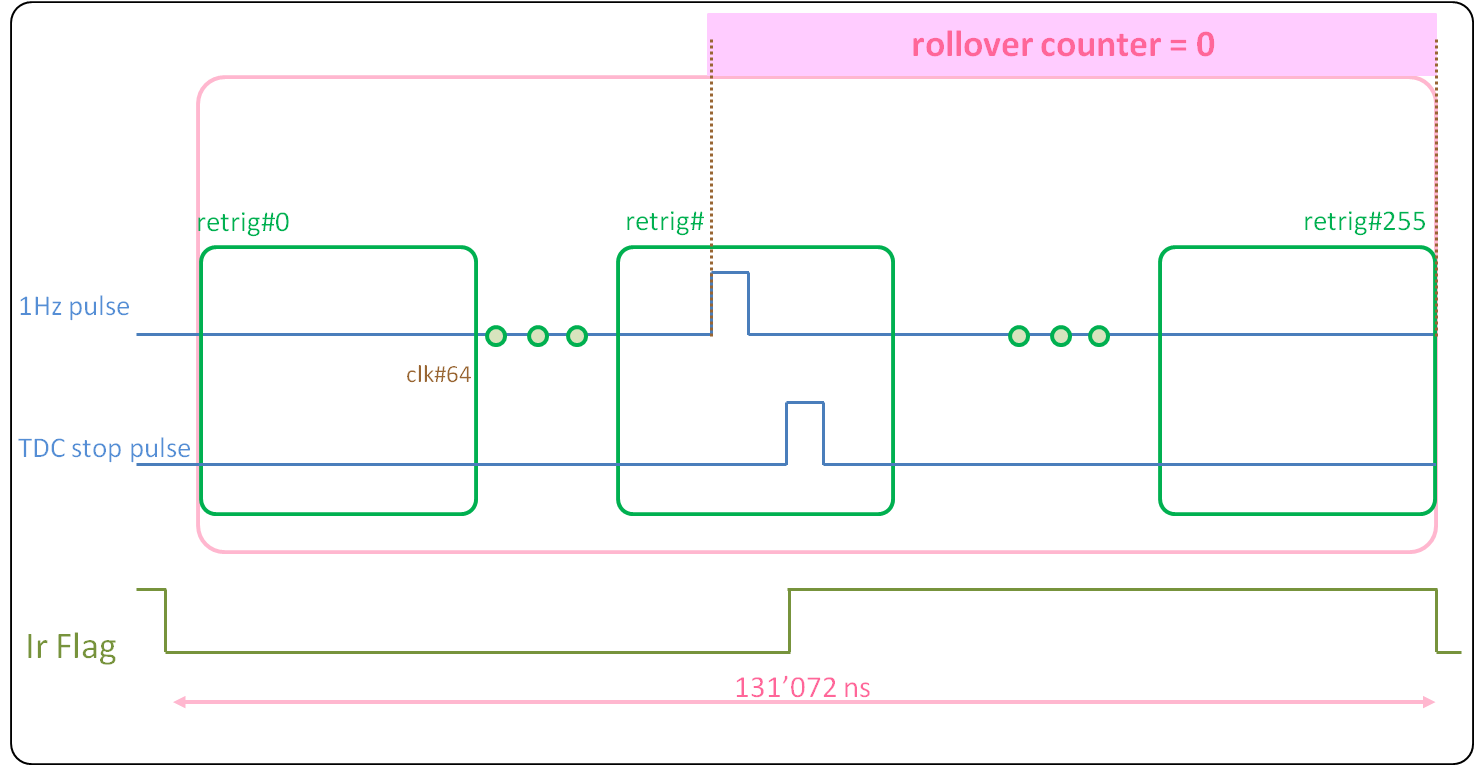 rollover counter = 0
retrig#0
retrig#
retrig#255
1Hz pulse
clk#64
TDC stop pulse
Ir Flag
131’072 ns